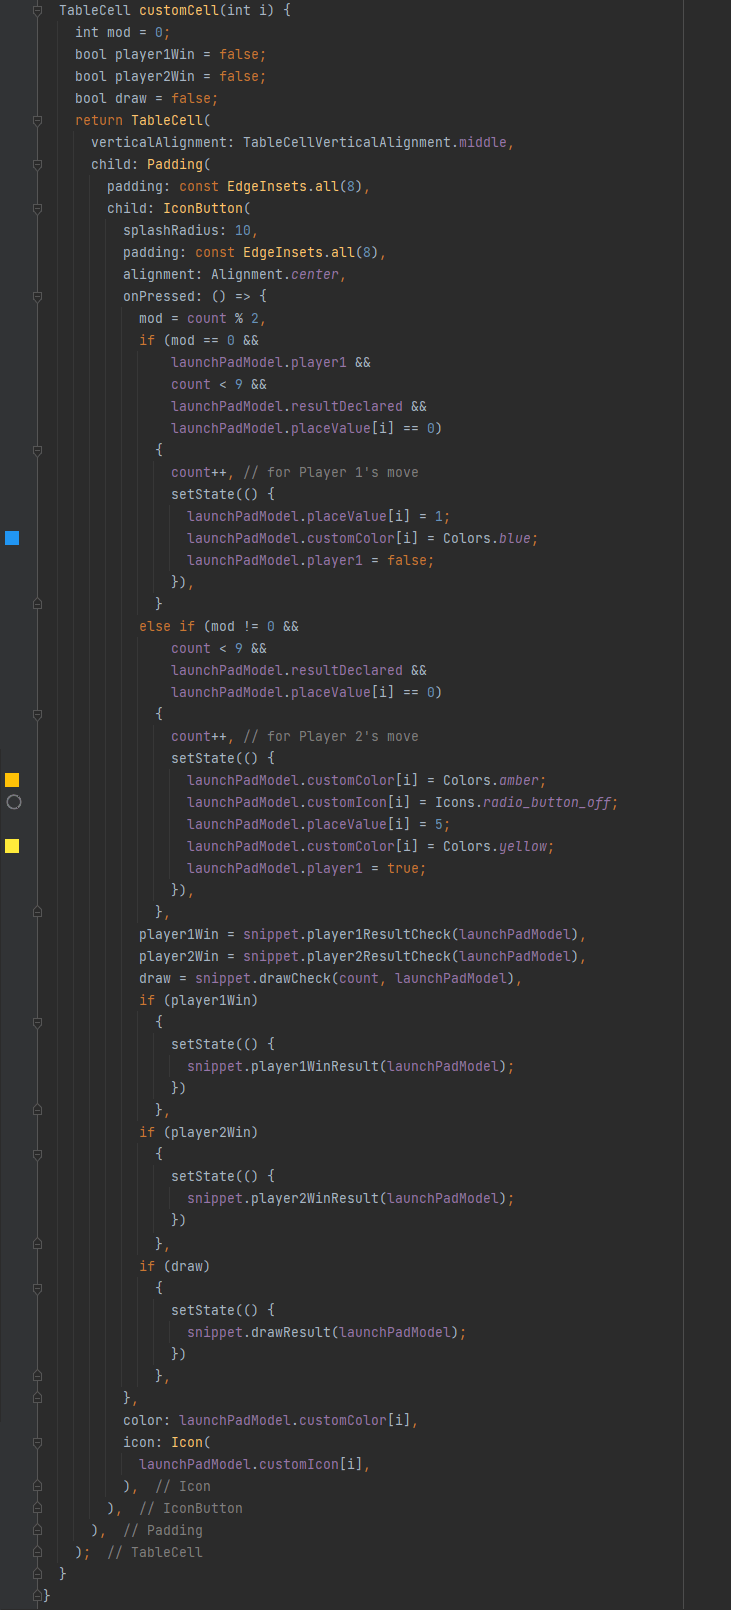 TableCell customCell(int i) {
  int mod = 0;
  bool player1Win = false;
  bool player2Win = false;
  bool draw = false;
  return TableCell(
    verticalAlignment: TableCellVerticalAlignment.middle,
    child: Padding(
      padding: const EdgeInsets.all(8),
      child: IconButton(
        splashRadius: 10,
        padding: const EdgeInsets.all(8),
        alignment: Alignment.center,
        onPressed: () => {
          mod = count % 2,
          if (mod == 0 &&
              launchPadModel.player1 &&
              count < 9 &&
              launchPadModel.resultDeclared &&
              launchPadModel.placeValue[i] == 0)
            {
              count++, // for Player 1's move
              setState(() {
                launchPadModel.placeValue[i] = 1;
                launchPadModel.customColor[i] = Colors.blue;
                launchPadModel.player1 = false;
              }),
            }
          else if (mod != 0 &&
              count < 9 &&
              launchPadModel.resultDeclared &&
              launchPadModel.placeValue[i] == 0)
            {
              count++, // for Player 2's move
              setState(() {
                launchPadModel.customColor[i] = Colors.amber;
                launchPadModel.customIcon[i] = Icons.radio_button_off;
                launchPadModel.placeValue[i] = 5;
                launchPadModel.customColor[i] = Colors.yellow;
                launchPadModel.player1 = true;
              }),
            },
          player1Win = snippet.player1ResultCheck(launchPadModel),
          player2Win = snippet.player2ResultCheck(launchPadModel),
          draw = snippet.drawCheck(count, launchPadModel),
          if (player1Win)
            {
              setState(() {
                snippet.player1WinResult(launchPadModel);
              })
            },
          if (player2Win)
            {
              setState(() {
                snippet.player2WinResult(launchPadModel);
              })
            },
          if (draw)
            {
              setState(() {
                snippet.drawResult(launchPadModel);
              })
            },
        },
        color: launchPadModel.customColor[i],
        icon: Icon(
          launchPadModel.customIcon[i],
        ), // Icon
      ), // IconButton
    ), // Padding
  ); // TableCell
}
}